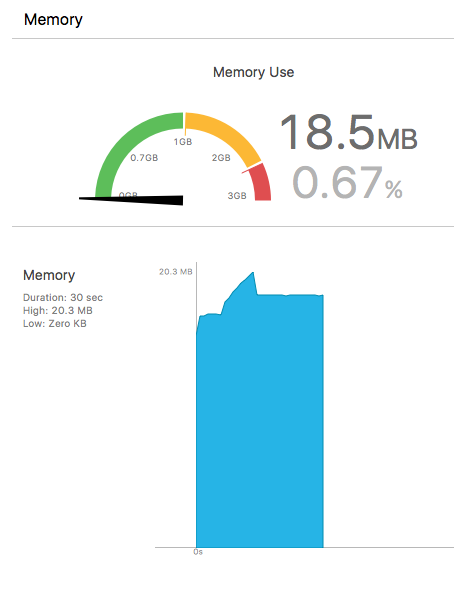 Memory
Memory Use
18.5MB
0.67%
1GB
0.7GB
2GB
0GB
3GB
Memory
Duration: 30 sec
High: 20.3 MB
Low: Zero KB
20.3 MB
0s